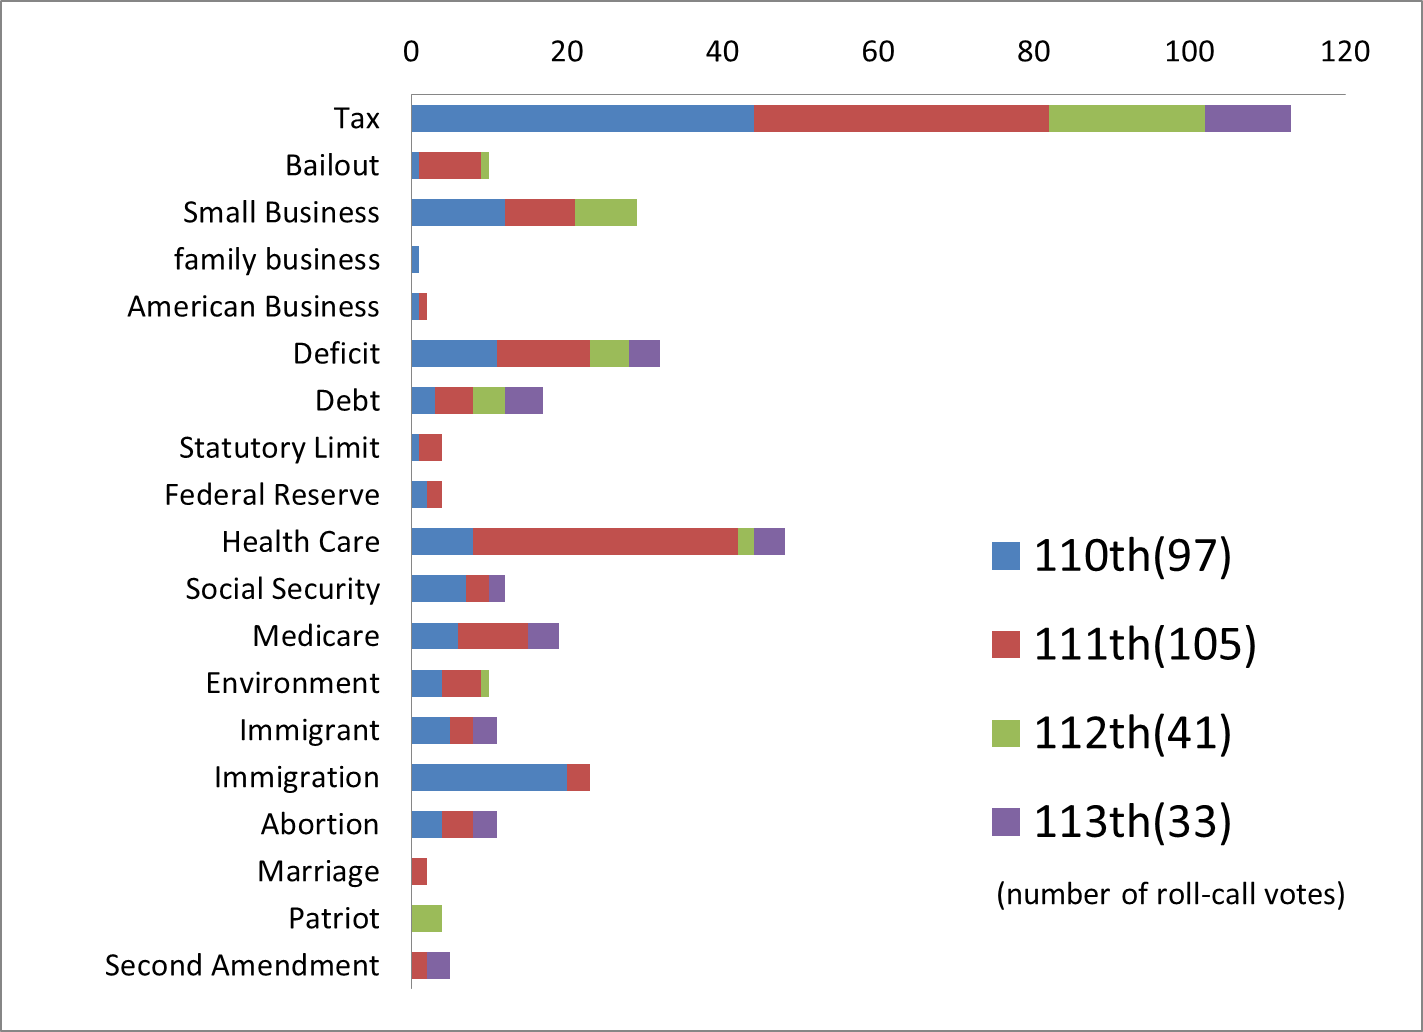 0 20 40 60 80 100 120
Tax
Bailout
Small Business
family business
American Business
Deficit
Debt
Statutory Limit
Federal Reserve
Health Care
Social Security
Medicare
Environment
Immigrant
Immigration
Abortion
Marriage
Patriot
Second Amendment
110th(97)
111th(105)
112th(41)
113th(33)
(number of roll-call votes)